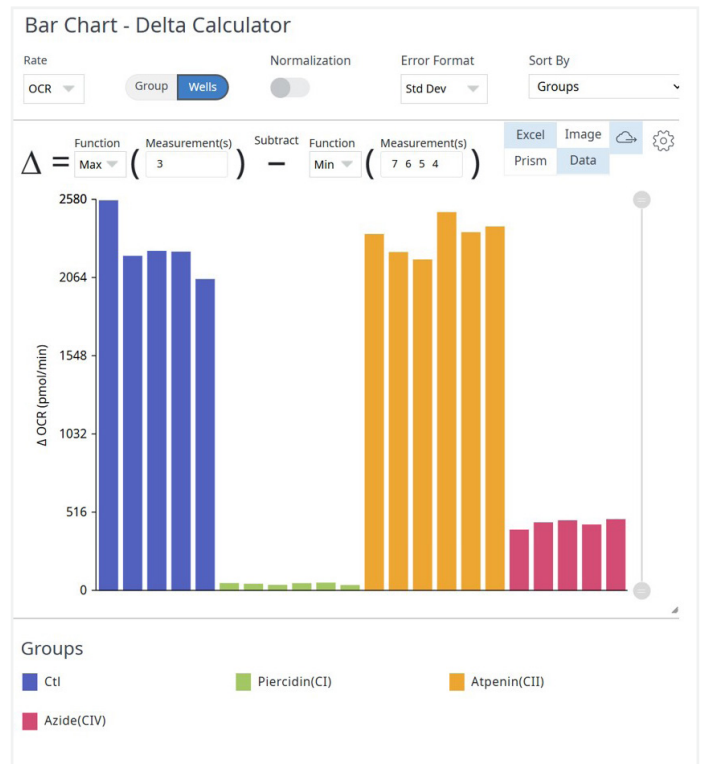 Bar Chart - Delta Calculator
Rate
Normalization
Error Format
Sort By
OCR
Group
Wells
Std Dev
Groups
Δ =
Function
Max
(
Measurement(s)
3
)
Subtract
−
Function
Min
(
Measurement(s)
7 6 5 4
)
Excel
Image
Prism
Data
2580
2064
1548
1032
516
0
Δ OCR (pmol/min)
Groups
Ctl
Piercidin(CI)
Atpenin(CII)
Azide(CIV)